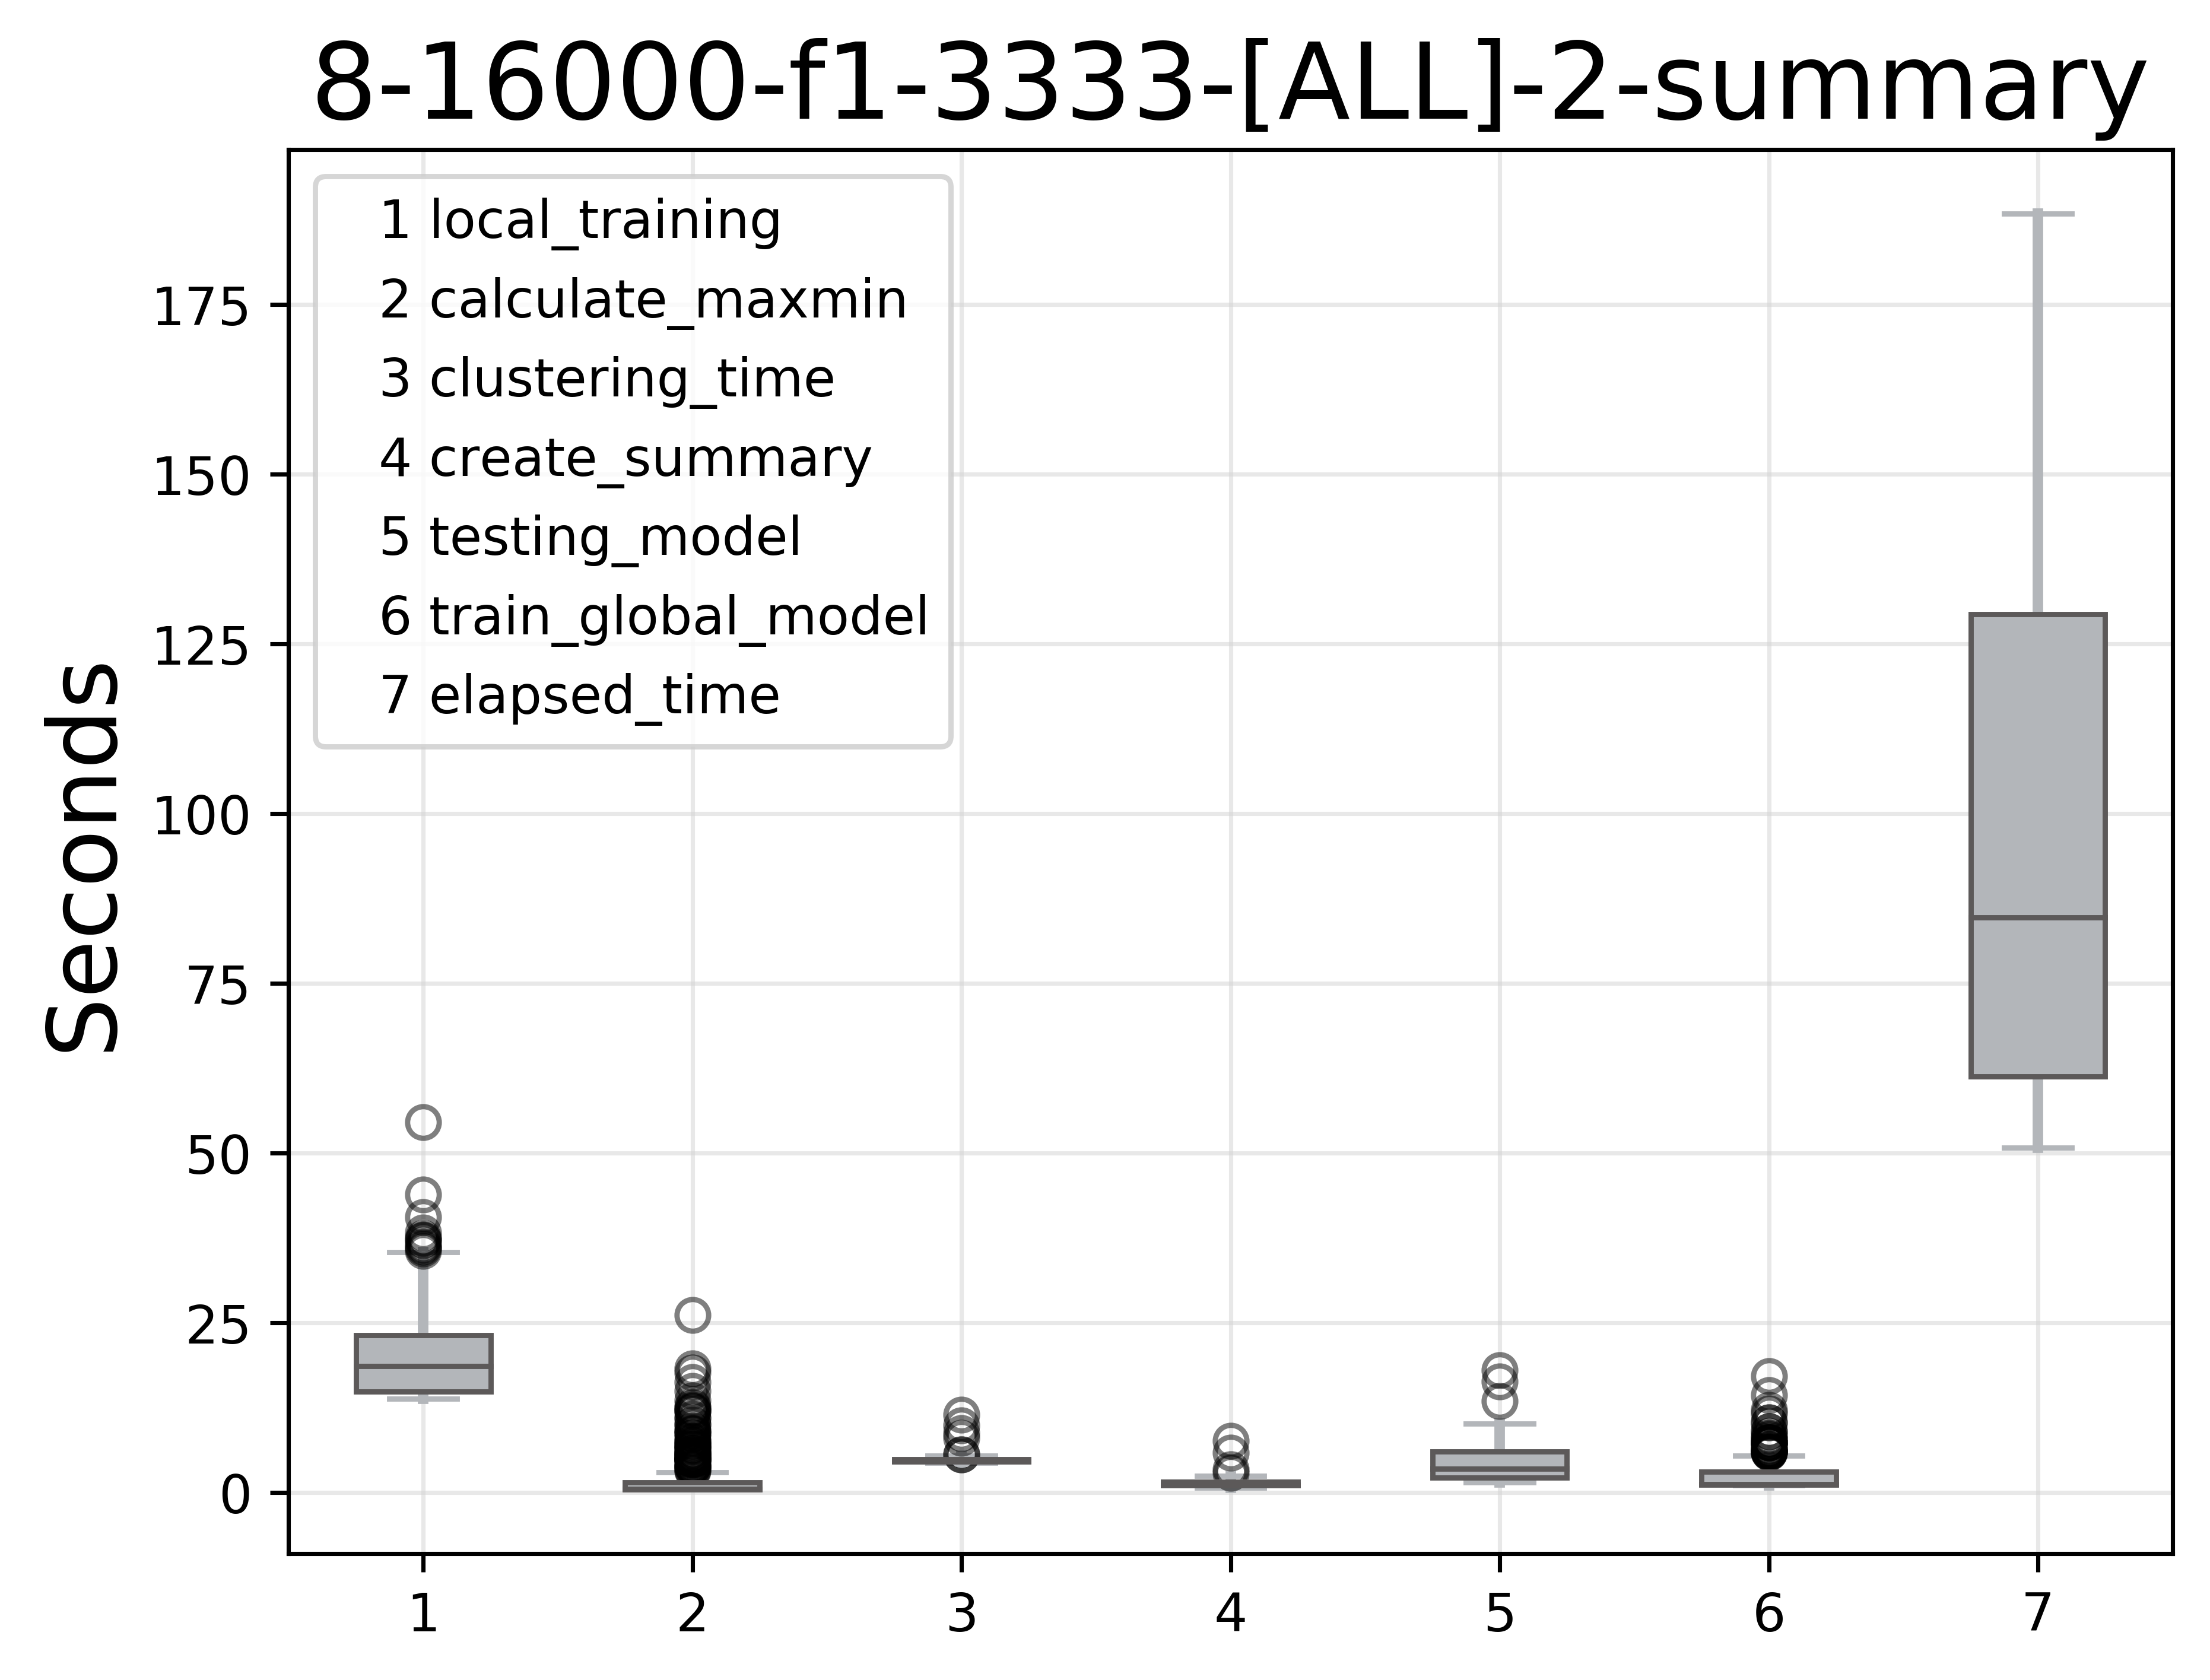 8-16000-f1-3333-[ALL]-2-summary
1 local_training
2 calculate_maxmin
3 clustering_time
4 create_summary
5 testing_model
6 train_global_model
7 elapsed_time
Seconds
175
150
125
100
75
50
25
0
1 2 3 4 5 6 7